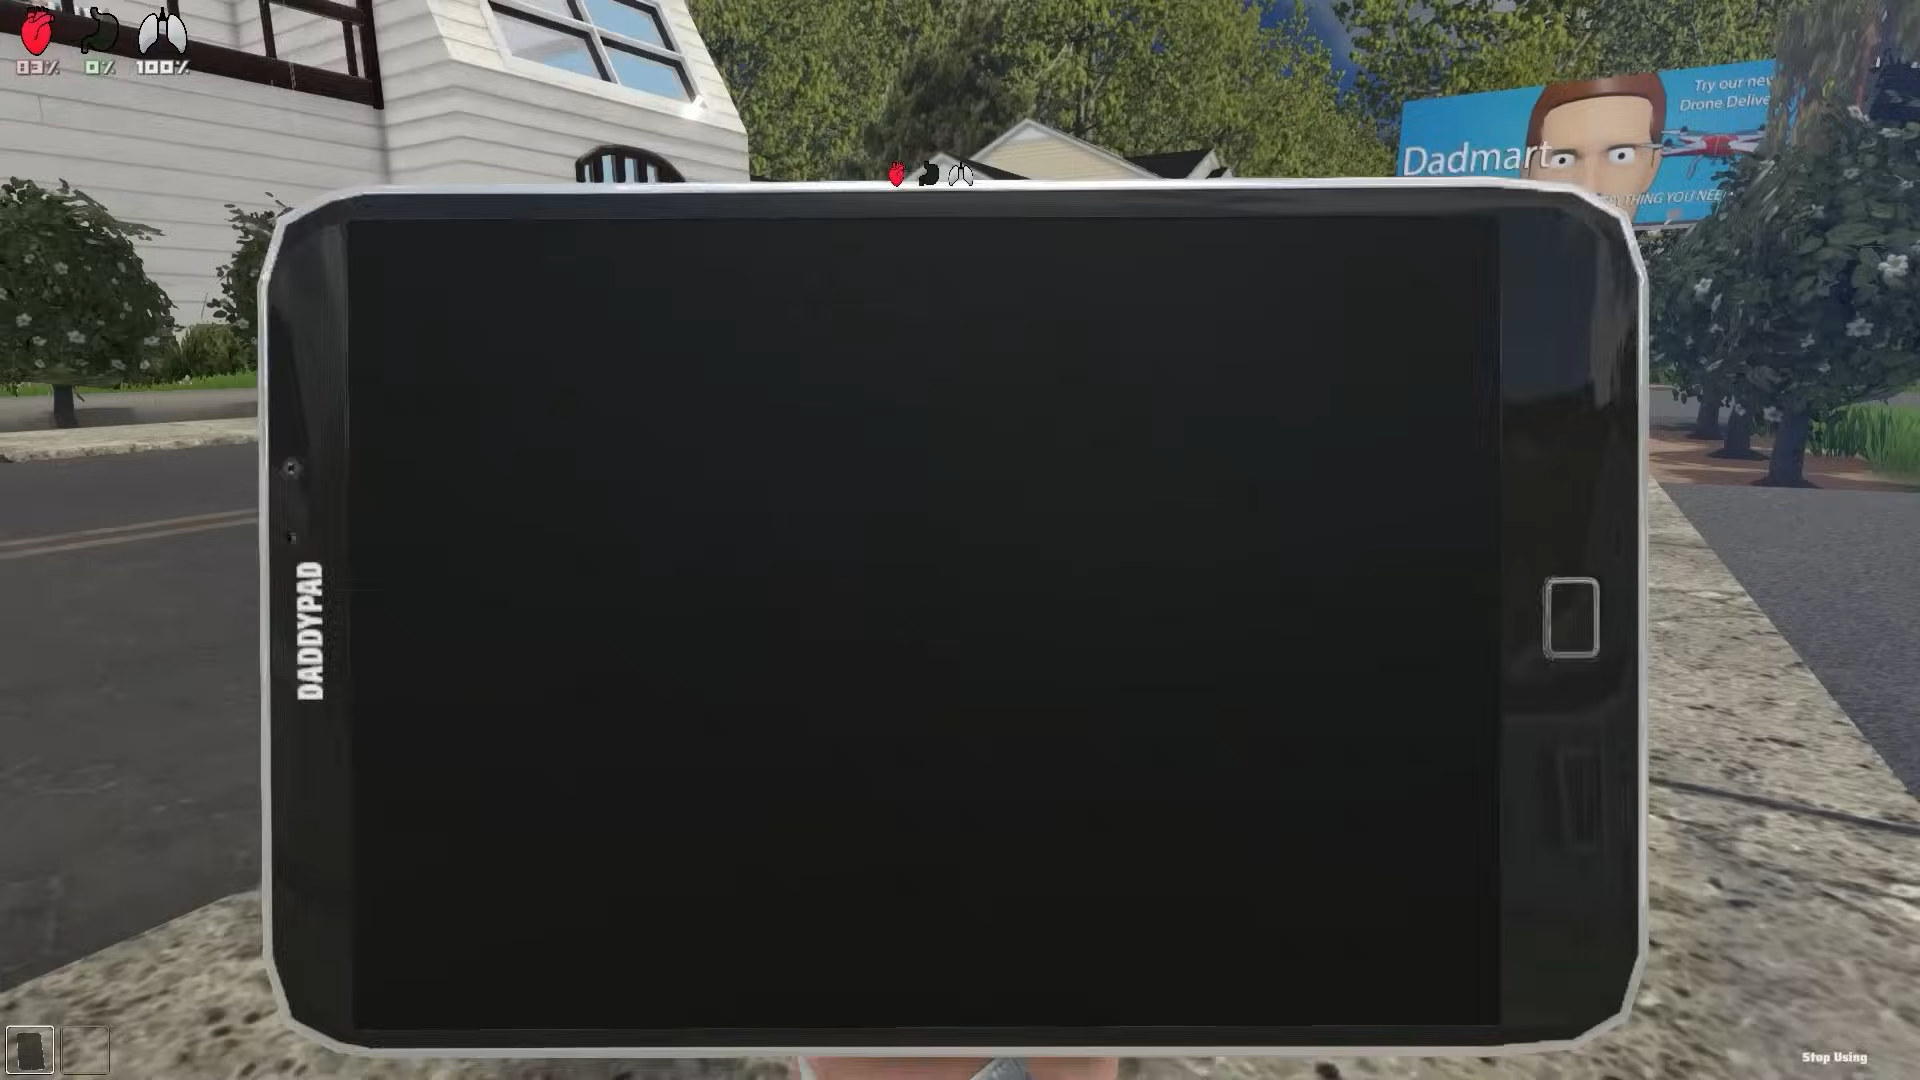 83% 0% 100%
Try our new
Drone Delive
Dadmart
THING YOU NEE
DADDYPAD
Stop Using